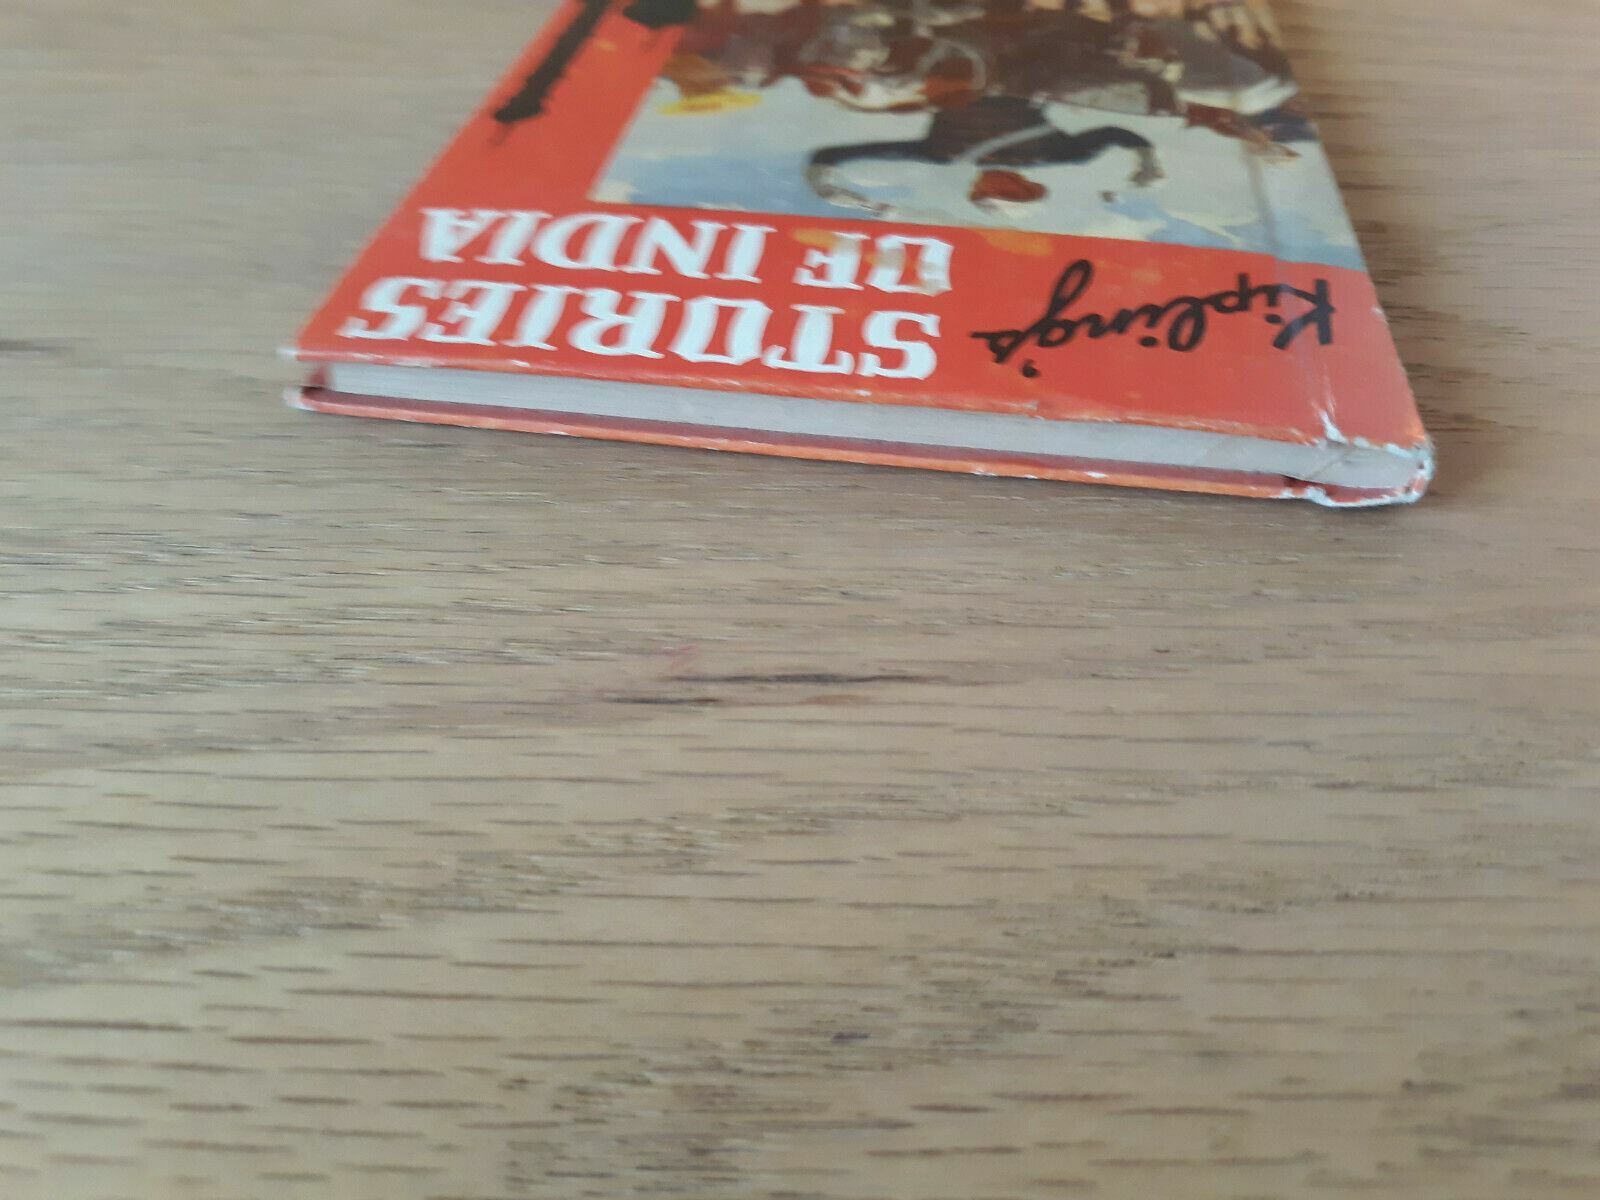 Kipling's
STORIES
OF INDIA